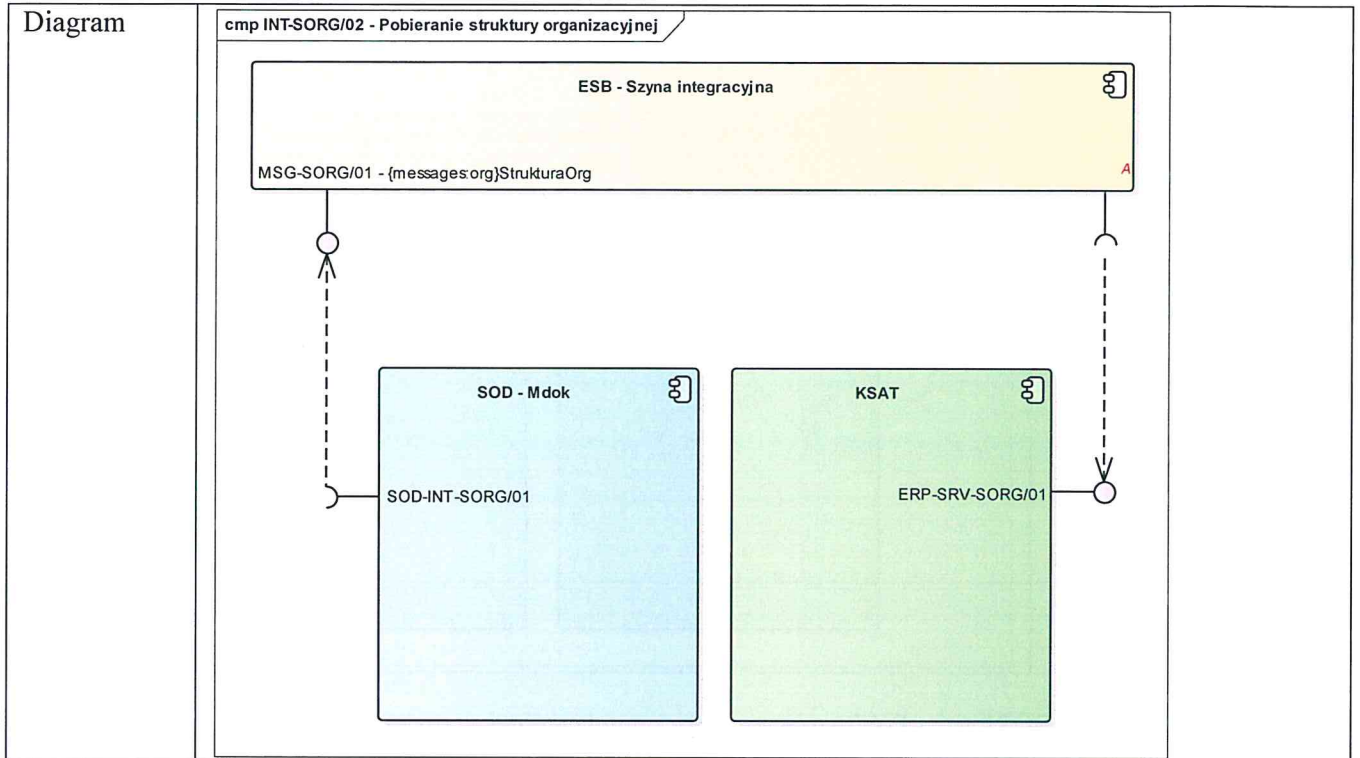 Diagram
cmp INT-SORG/02 - Pobieranie struktury organizacyjnej
ESB - Szyna integracyjna
MSG-SORG/01 - {messages:org}StrukturaOrg
A
SOD - Mdok
KSAT
SOD-INT-SORG/01
ERP-SRV-SORG/01